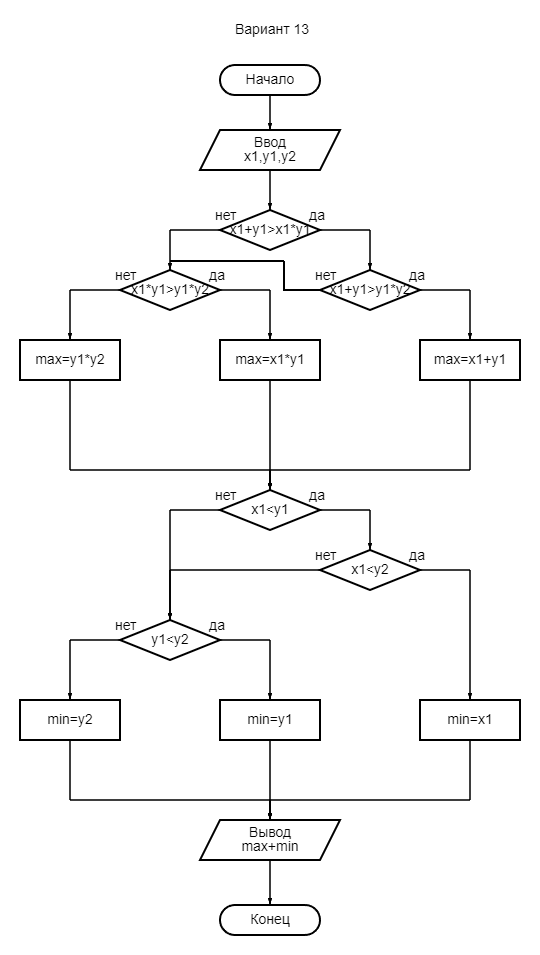 Вариант 13
Начало
Ввод
x1,y1,y2
нет
да
x1+y1>x1*y1
нет
да
нет
да
x1*y1>y1*y2
x1+y1>y1*y2
max=y1*y2
max=x1*y1
max=x1+y1
нет
да
x1<y1
нет
да
x1<y2
нет
да
y1<y2
min=y2
min=y1
min=x1
Вывод
max+min
Конец